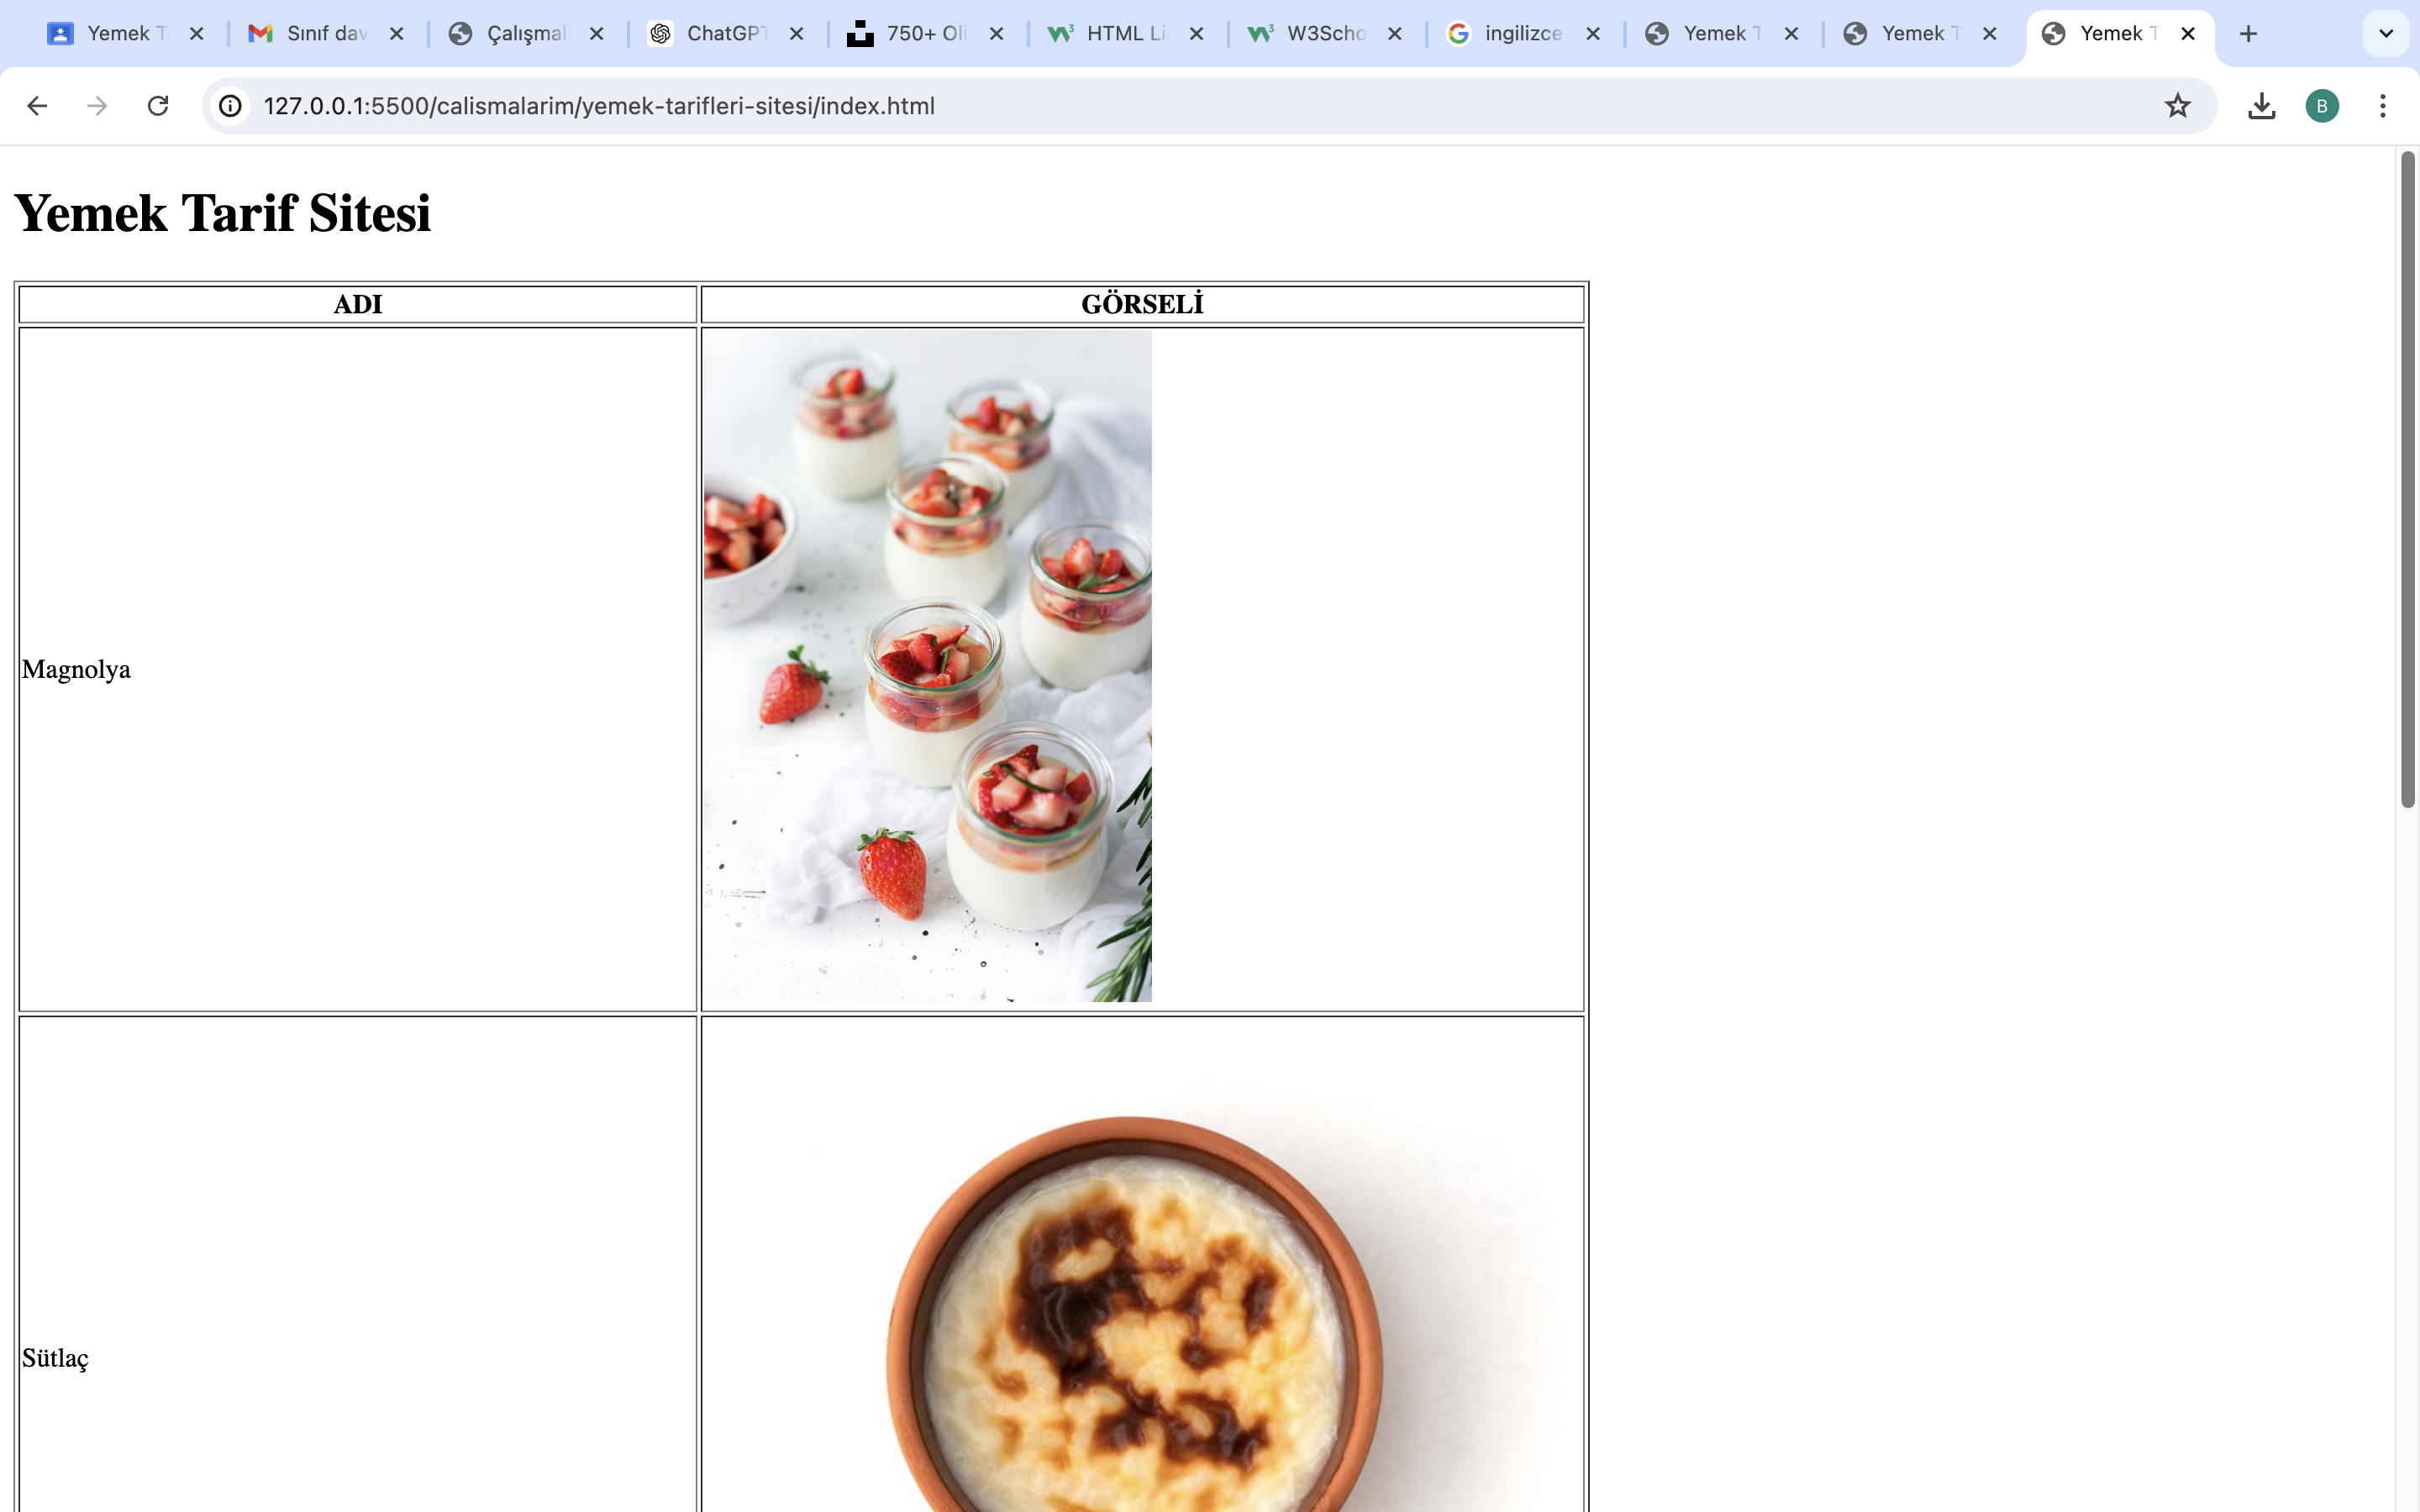 Yemek T
Sınıf dav
Çalışmal
ChatGPT
750+ Oli
HTML Li
W3Scho
ingilizce
Yemek T
Yemek T
Yemek T
127.0.0.1:5500/calismalarim/yemek-tarifleri-sitesi/index.html
B
Yemek Tarif Sitesi
ADI
GÖRSELİ
Magnolya
Sütlaç